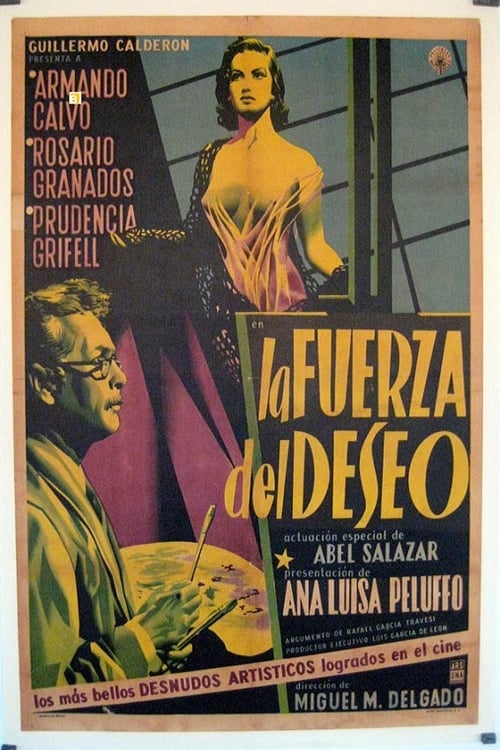 GUILLERMO CALDERON
PRESENTA A
ARMANDO
CALVO
ROSARIO
GRANADOS
PRUDENCIA
GRIFELL
en
la FUERZA
del DESEO
actuación especial de
ABEL SALAZAR
presentación de
ANA LUISA PELUFFO
ARGUMENTO DE RAFAEL GARCIA TRAVESI
PRODUCTOR EJECUTIVO LUIS GARCIA DE LEON
los más bellos DESNUDOS ARTISTICOS logrados en el cine
dirección de
MIGUEL M. DELGADO